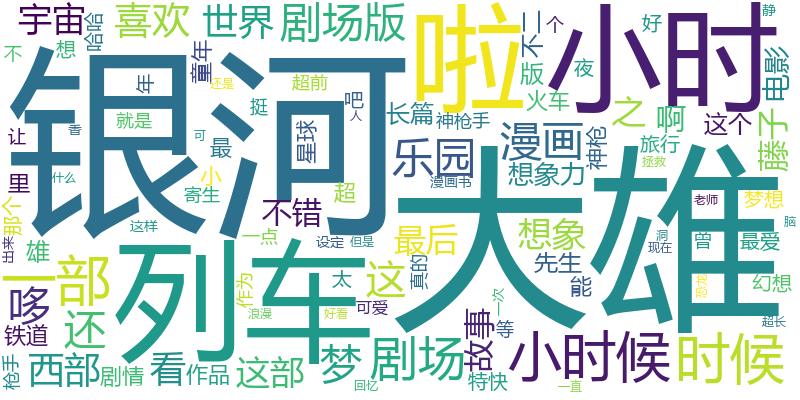 宇宙
哈哈
喜欢
世界
剧场版
啦
不二
个
小时
好
静
不
想
童年
年
超前
还是
版
夜
电影
银河
挺
吧
人
长篇
火车
之
啊
这个
藤子
让
香
就是
可
最
星球
乐园
神枪手
漫画
神枪
旅行
拯救
里
什么
小
寄生
超
漫画书
想象力
大雄
老师
梦想
那个
这样
不错
一点
最后
想象
曾
最爱
脑
由来
雄
列车
设定
但是
真的
先生
洞
现在
一部
作为
太
这
能
恐龙
幻想
哆
还
浪漫
好看
可爱
故事
等
一次
超长
铁道
枪手
西部
剧情
看
作品
这部
梦
回忆
剧场
特快
小时候
一直
时候